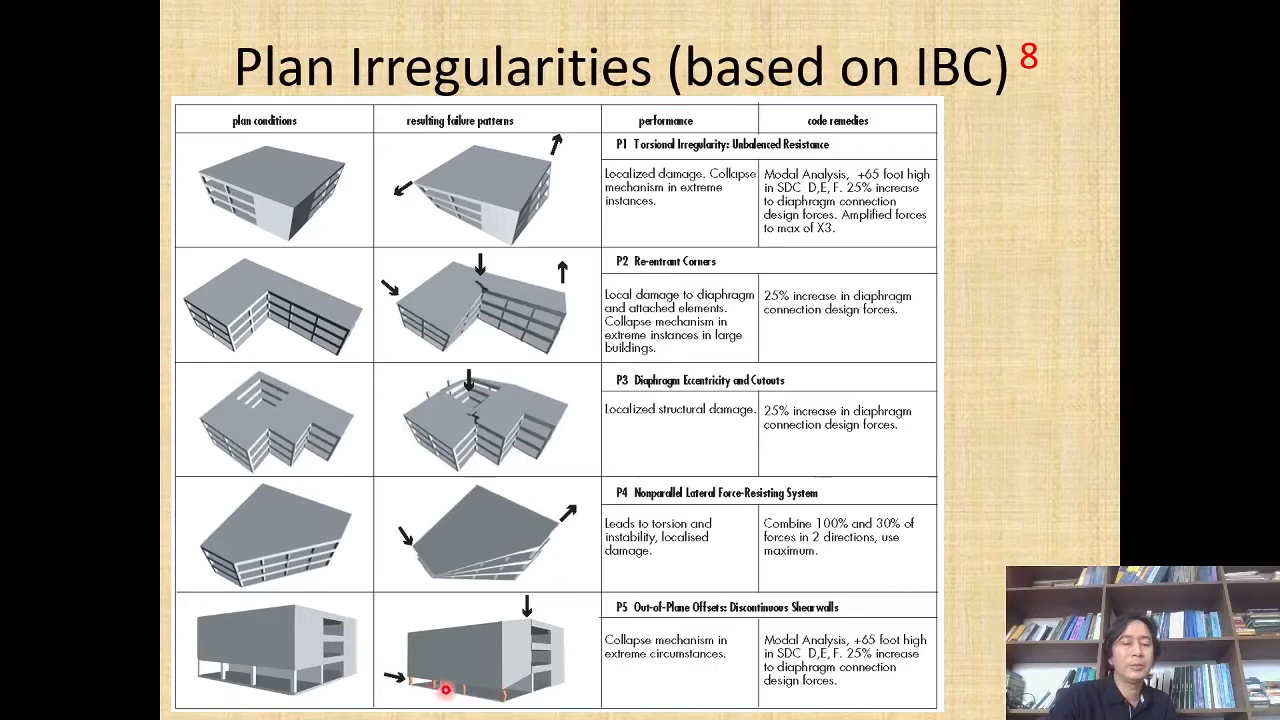 Plan Irregularities (based on IBC) 8
plan conditions
resulting failure patterns
performance
code remedies
P1 Torsional Irregularity: Unbalenced Resistance
Localized damage. Collapse
mechanism in extreme
instances.
Modal Analysis, +65 foot high
in SDC D,E, F. 25% increase
to diaphragm connection
design forces. Amplified forces
to max of X3.
P2 Re-entrant Corners
Local damage to diaphragm
and attached elements.
Collapse mechanism in
extreme instances in large
buildings.
25% increase in diaphragm
connection design forces.
P3 Diaphragm Eccentricity and Cutouts
Localized structural damage.
25% increase in diaphragm
connection design forces.
P4 Nonparallel Lateral Force-Resisting System
Leads to torsion and
instability, localised
damage.
Combine 100% and 30% of
forces in 2 directions, use
maximum.
P5 Out-of-Plane Offsets: Discontinuous Shearwalls
Collapse mechanism in
extreme circumstances.
Modal Analysis, +65 foot high
in SDC D,E, F. 25% increase
to diaphragm connection
design forces.